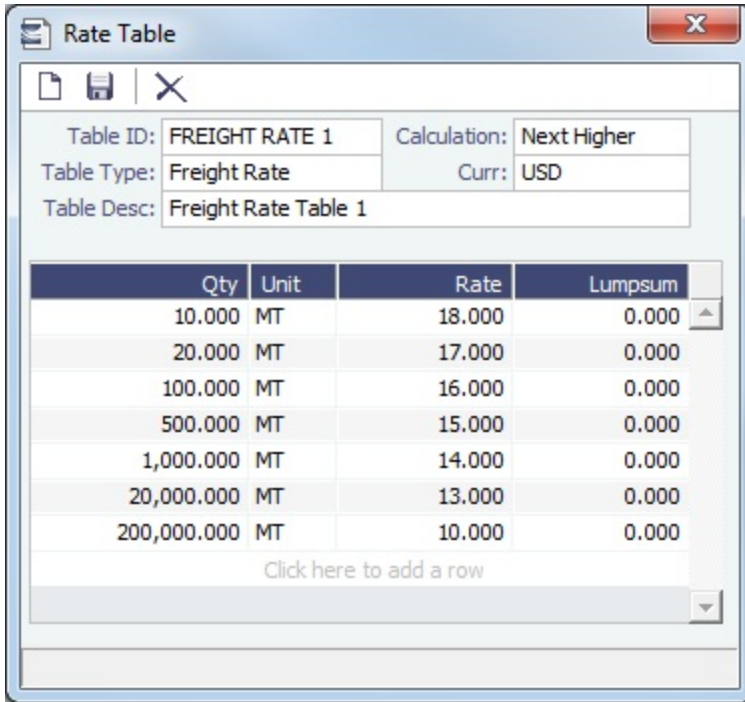 Rate Table
Table ID: FREIGHT RATE 1 Calculation: Next Higher
Table Type: Freight Rate Curr: USD
Table Desc: Freight Rate Table 1
Qty Unit Rate Lumpsum
10.000 MT 18.000 0.000
20.000 MT 17.000 0.000
100.000 MT 16.000 0.000
500.000 MT 15.000 0.000
1,000.000 MT 14.000 0.000
20,000.000 MT 13.000 0.000
200,000.000 MT 10.000 0.000
Click here to add a row